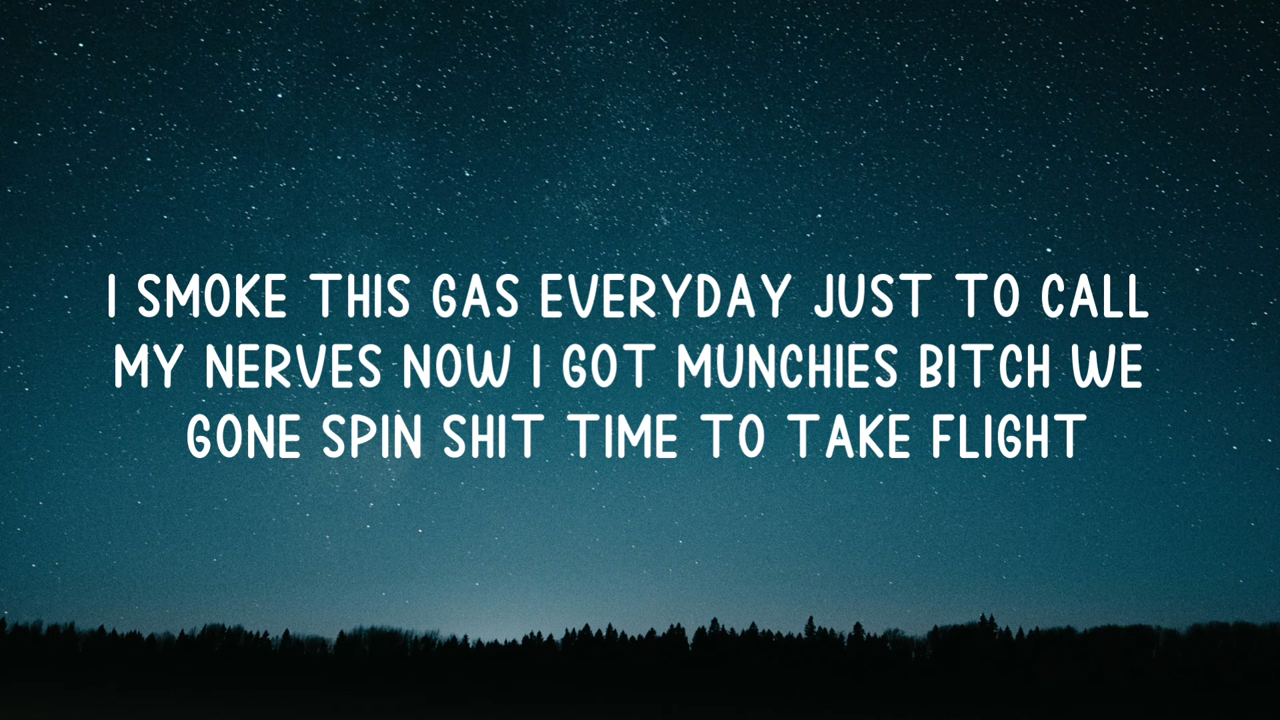 I SMOKE THIS GAS EVERYDAY JUST TO CALL
MY NERVES NOW I GOT MUNCHIES BITCH WE
GONE SPIN SHIT TIME TO TAKE FLIGHT